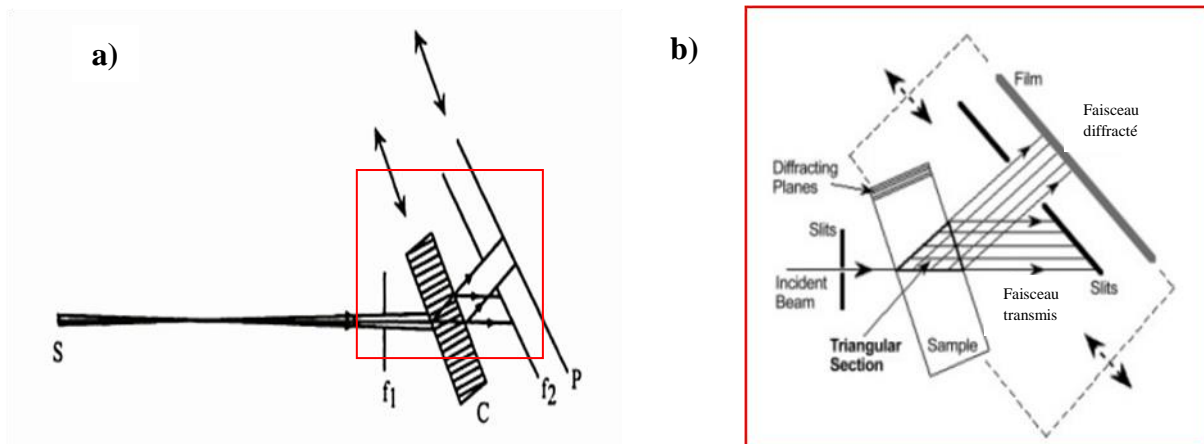 a)
S
f1
C
f2
P
b)
Film
Faisceau
diffracté
Diffracting
Planes
Slits
Incident
Beam
Slits
Faisceau
transmis
Triangular
Section
Sample